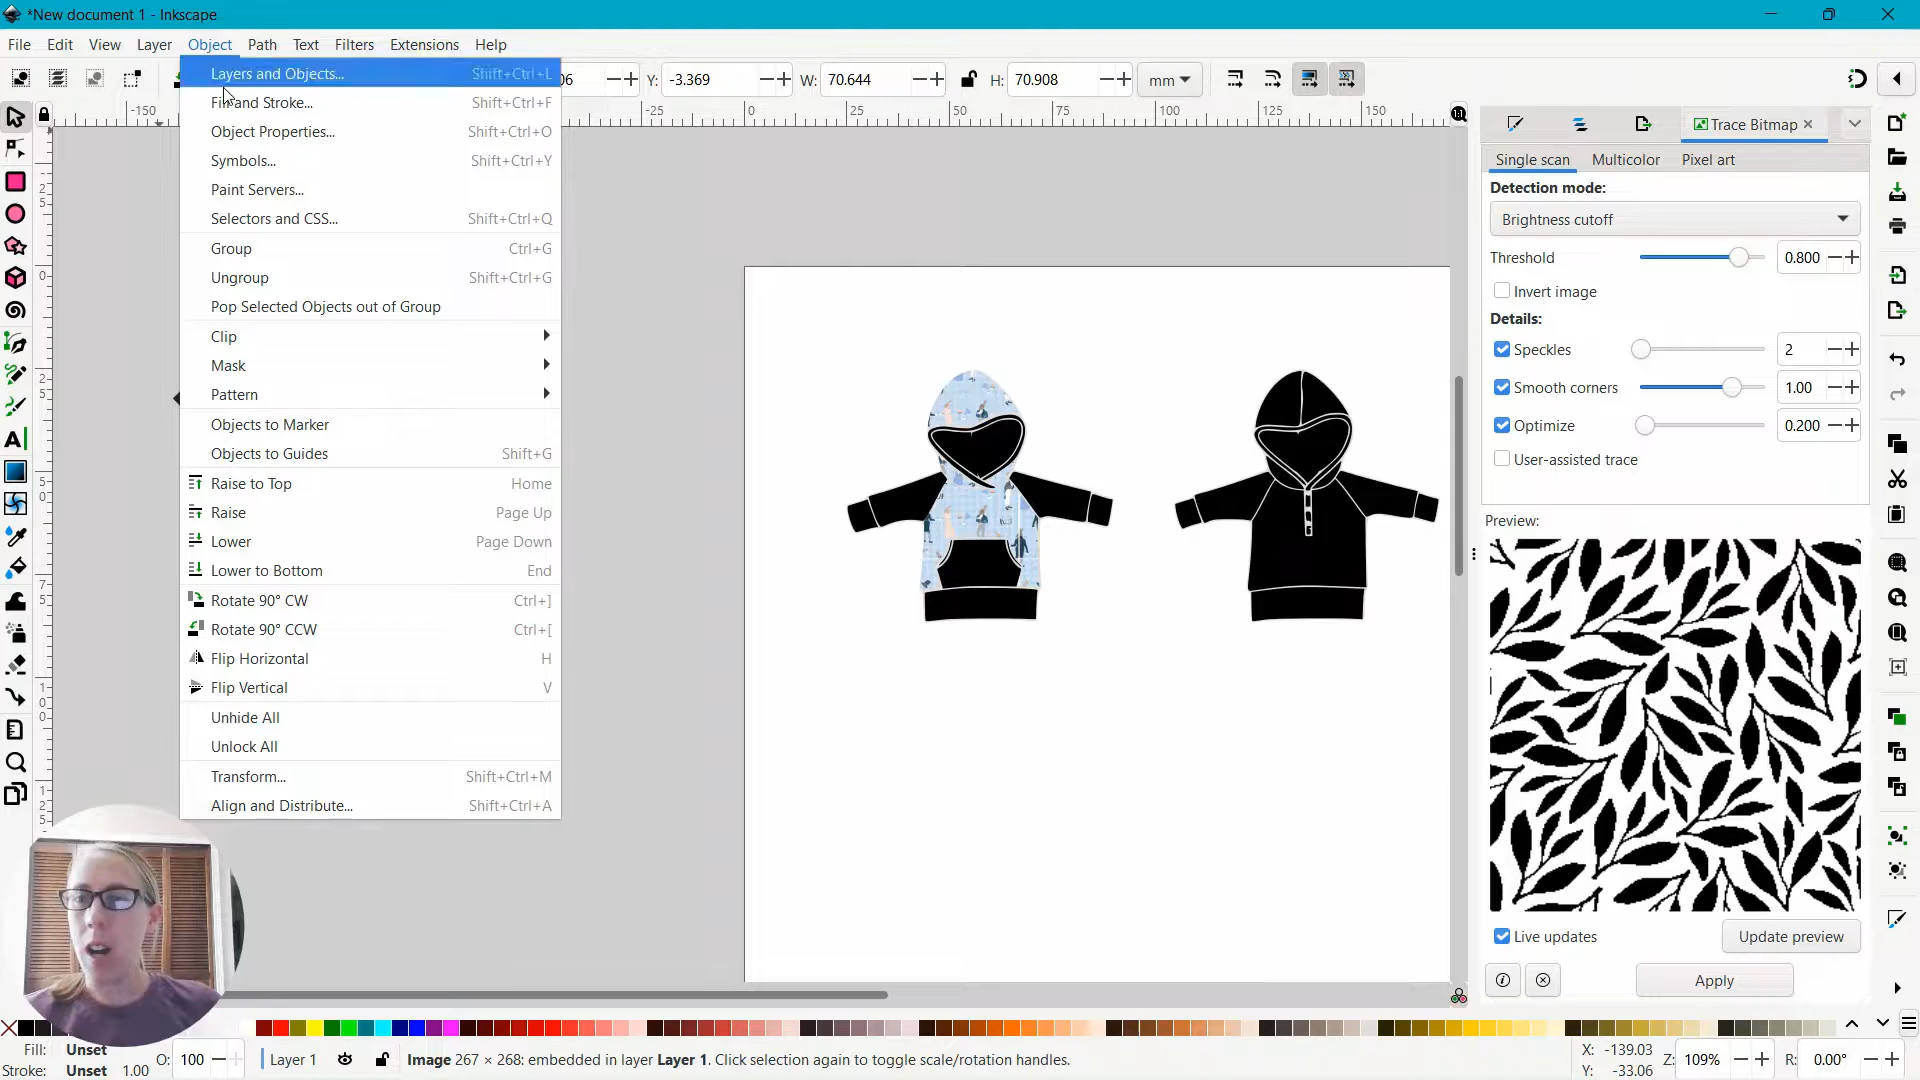 *New document 1 - Inkscape
File Edit View Layer Object Path Text Filters Extensions Help
Y: -3.369 W: 70.644 H: 70.908 mm
Layers and Objects... Shift+Ctrl+L
Fill and Stroke... Shift+Ctrl+F
Object Properties... Shift+Ctrl+O
Symbols... Shift+Ctrl+Y
Paint Servers...
Selectors and CSS... Shift+Ctrl+Q
Group Ctrl+G
Ungroup Shift+Ctrl+G
Pop Selected Objects out of Group
Clip
Mask
Pattern
Objects to Marker
Objects to Guides Shift+G
Raise to Top Home
Raise Page Up
Lower Page Down
Lower to Bottom End
Rotate 90° CW Ctrl+]
Rotate 90° CCW Ctrl+[
Flip Horizontal H
Flip Vertical V
Unhide All
Unlock All
Transform... Shift+Ctrl+M
Align and Distribute... Shift+Ctrl+A
-150 -25 0 25 50 75 100 125 150
Trace Bitmap
Single scan Multicolor Pixel art
Detection mode:
Brightness cutoff
Threshold 0.800
Invert image
Details:
Speckles 2
Smooth corners 1.00
Optimize 0.200
User-assisted trace
Preview:
Live updates Update preview
Apply
Fill: Unset
Stroke: Unset 1.00
O: 100
Layer 1
Image 267 × 268: embedded in layer Layer 1. Click selection again to toggle scale/rotation handles.
X: -139.03
Y: -33.06
Z: 109%
R: 0.00°